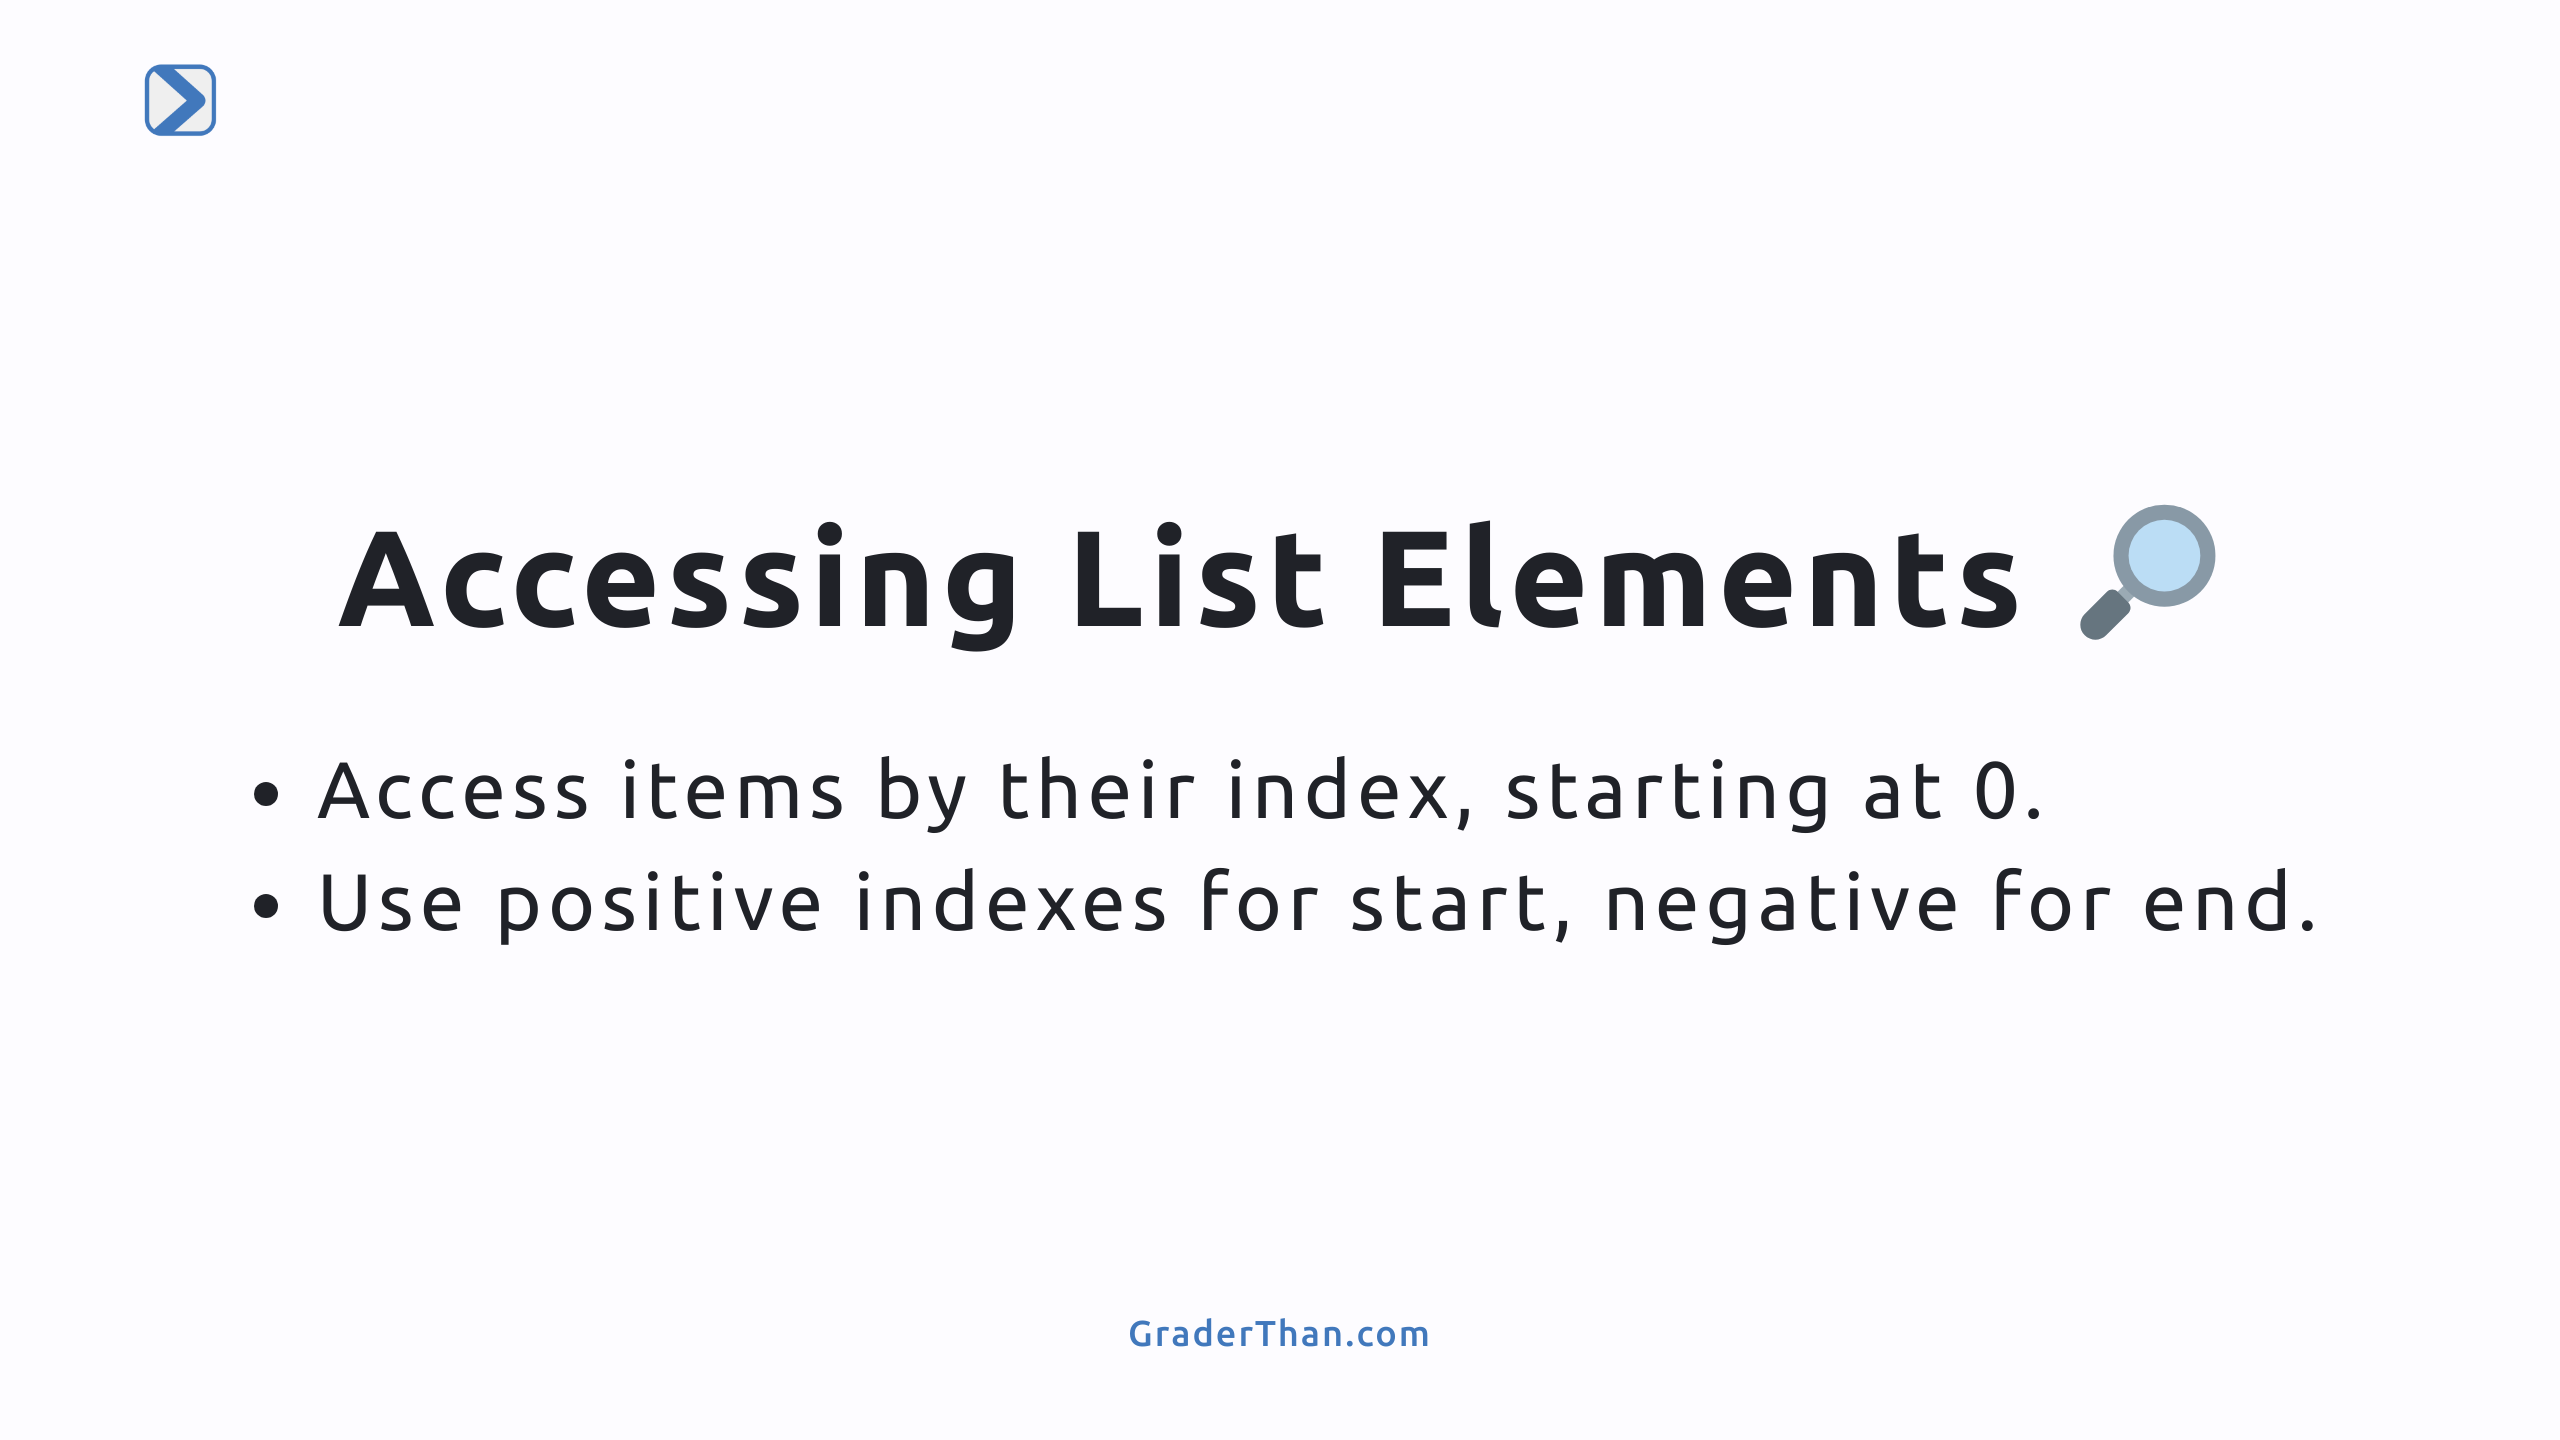 Accessing List Elements 🔍
• Access items by their index, starting at 0.
• Use positive indexes for start, negative for end.
GraderThan.com